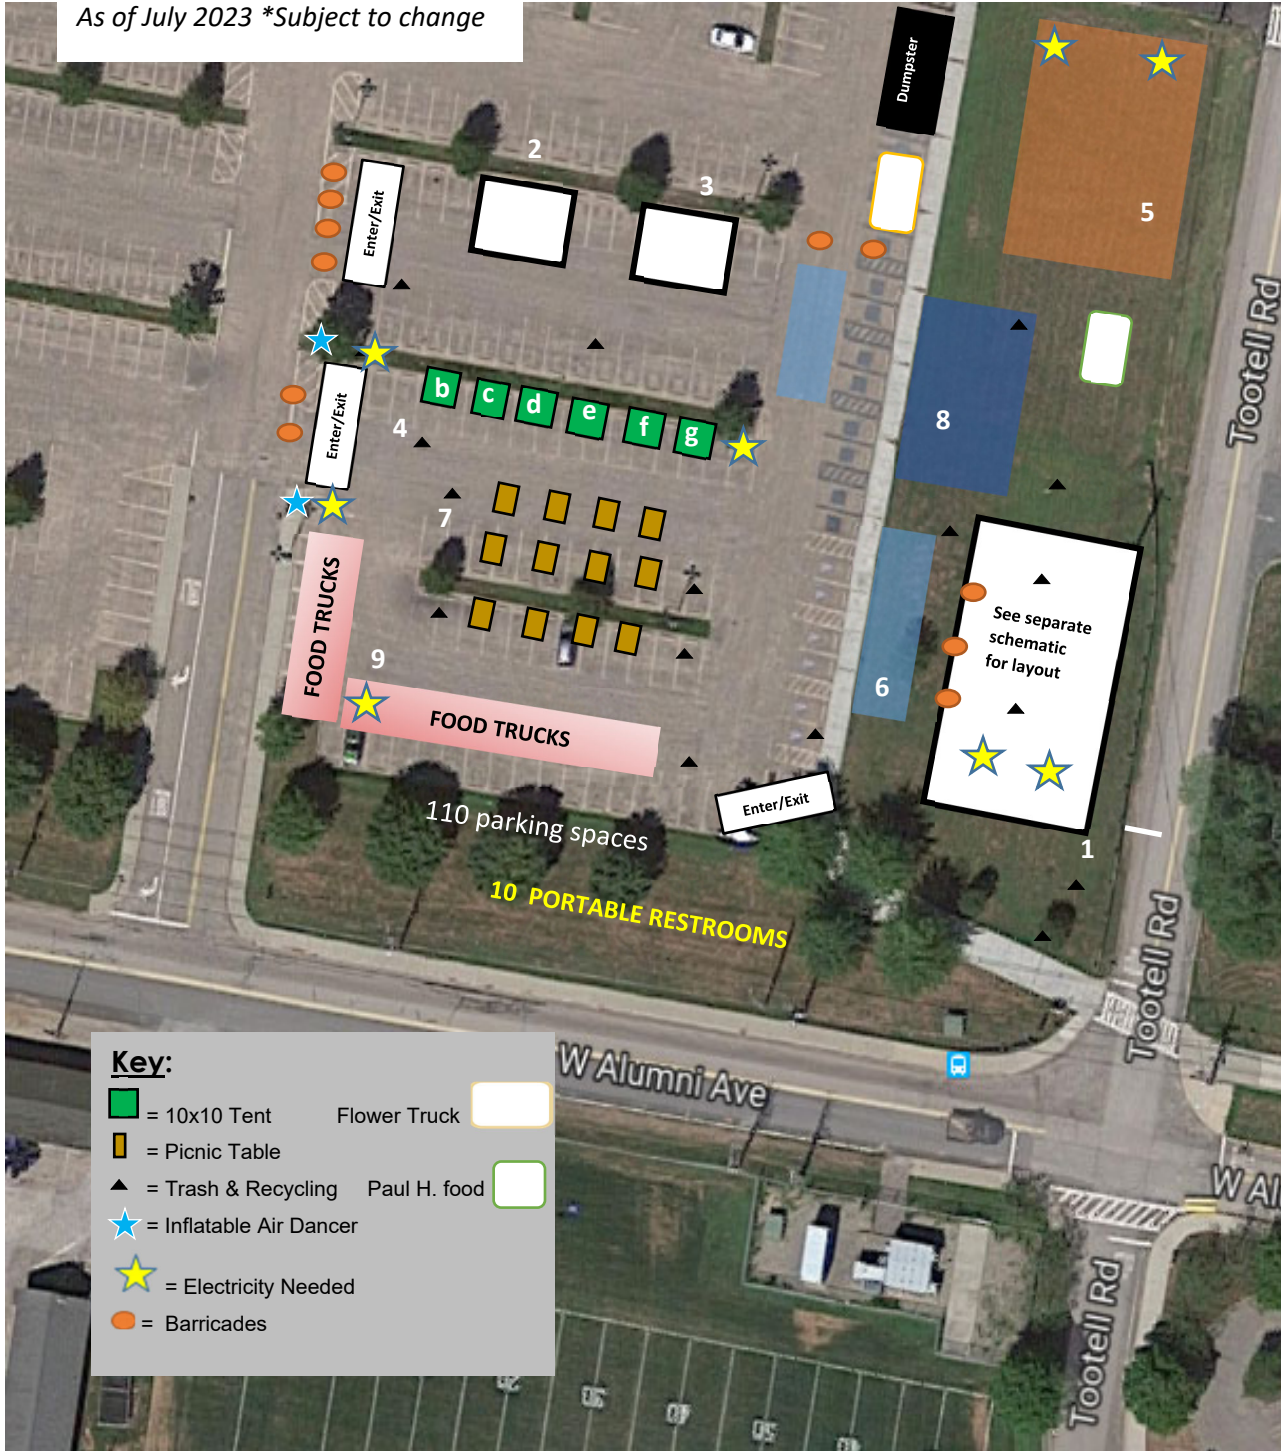 As of July 2023 *Subject to change
Dumpster
2
3
5
Enter/Exit
Tootell Rd
b
c
d
e
f
g
4
8
Enter/Exit
7
See separate
schematic
for layout
FOOD TRUCKS
9
6
FOOD TRUCKS
Enter/Exit
110 parking spaces
1
10 PORTABLE RESTROOMS
Tootell Rd
W Alumni Ave
Key:
= 10x10 Tent
Flower Truck
= Picnic Table
= Trash & Recycling
Paul H. food
= Inflatable Air Dancer
= Electricity Needed
= Barricades
W Al
Tootell Rd
40
50